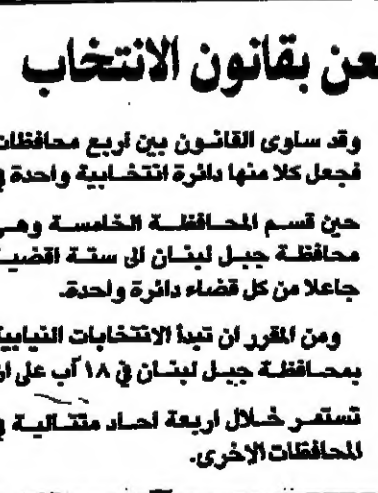 عن بقانون الانتخاب
وقد ساوى القانون بين اربع محافظات
فجعل كلا منها دائرة انتخابية واحدة
حين قسم المحافظة الخامسة وهي
محافظة جبل لبنان الى ستة اقضية
جاعلا من كل قضاء دائرة واحدة.
ومن المقرر ان تبدأ الانتخابات النيابية
بمحافظة جبل لبنان في ١٨ آب على ان
تستمر خلال اربعة احاد متتالية في
المحافظات الاخرى.